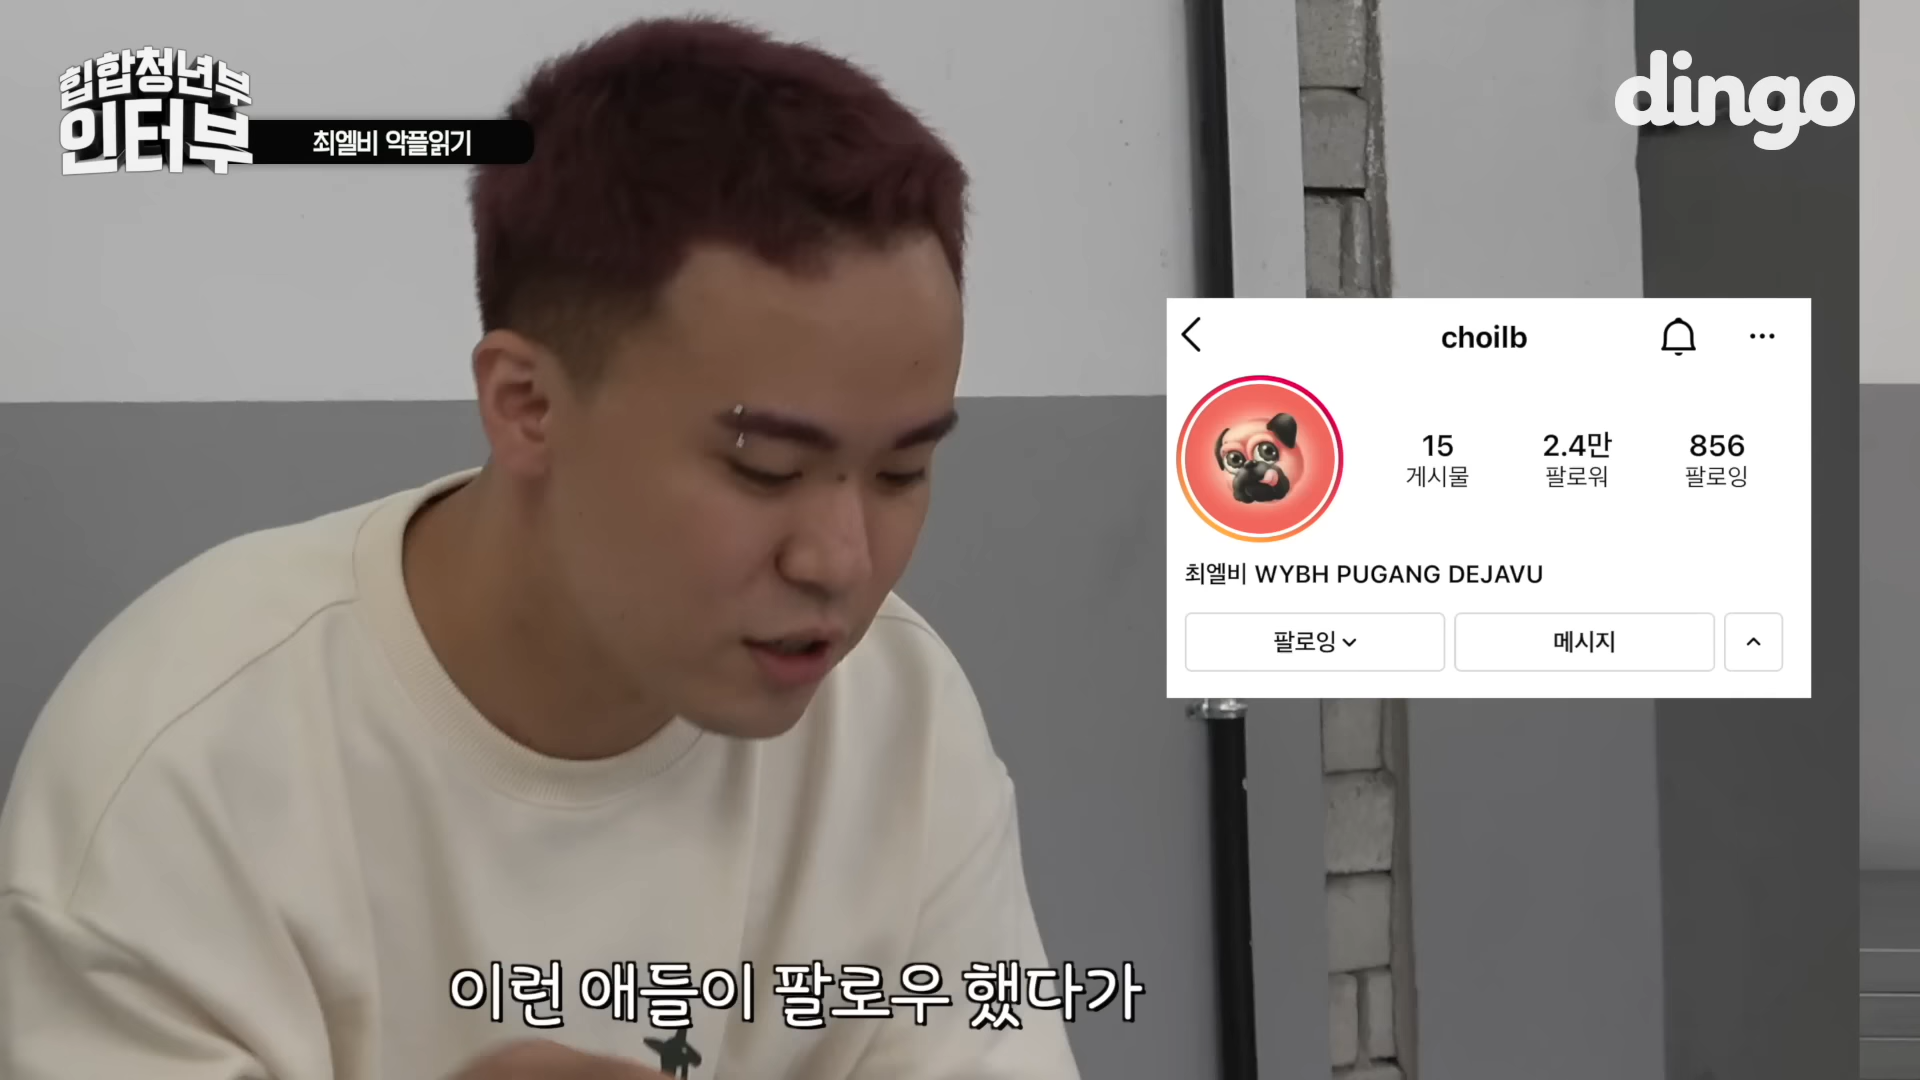 힙합청년부
인터부
최엘비 악플읽기
dingo
choilb
15
게시물
2.4만
팔로워
856
팔로잉
최엘비 WYBH PUGANG DEJAVU
팔로잉
메시지
이런 애들이 팔로우 했다가